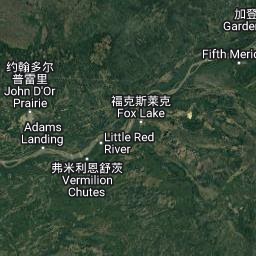 加登
Garden
Fifth Meric
约翰多尔
普雷里
John D'Or
Prairie
福克斯莱克
Fox Lake
Adams
Landing
Little Red
River
弗米利恩舒茨
Vermilion
Chutes